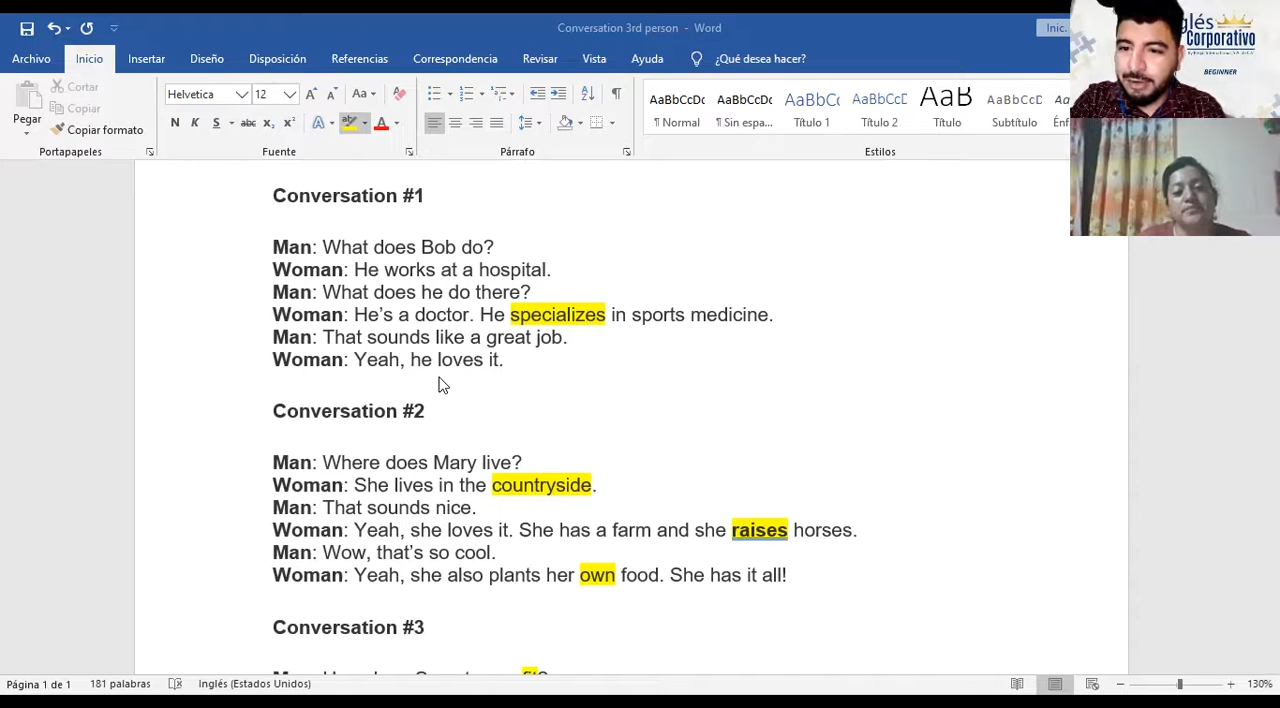 Conversation 3rd person - Word
Inic.
Inglés
Corporativo
BEGINNER
Archivo Inicio Insertar Diseño Disposición Referencias Correspondencia Revisar Vista Ayuda ¿Qué desea hacer?
Pegar
Cortar
Copiar
Copiar formato
Portapapeles
Helvetica 12
Aa
N K S abc x₂ x² A A
Fuente
Párrafo
AaBbCcDc AaBbCcDc AaBbCc AaBbCcD AaB AaBbCcD
¶ Normal ¶ Sin espa... Título 1 Título 2 Título Subtítulo
Estilos
Conversation #1
Man: What does Bob do?
Woman: He works at a hospital.
Man: What does he do there?
Woman: He's a doctor. He specializes in sports medicine.
Man: That sounds like a great job.
Woman: Yeah, he loves it.
Conversation #2
Man: Where does Mary live?
Woman: She lives in the countryside.
Man: That sounds nice.
Woman: Yeah, she loves it. She has a farm and she raises horses.
Man: Wow, that's so cool.
Woman: Yeah, she also plants her own food. She has it all!
Conversation #3
Página 1 de 1 181 palabras Inglés (Estados Unidos) 130%